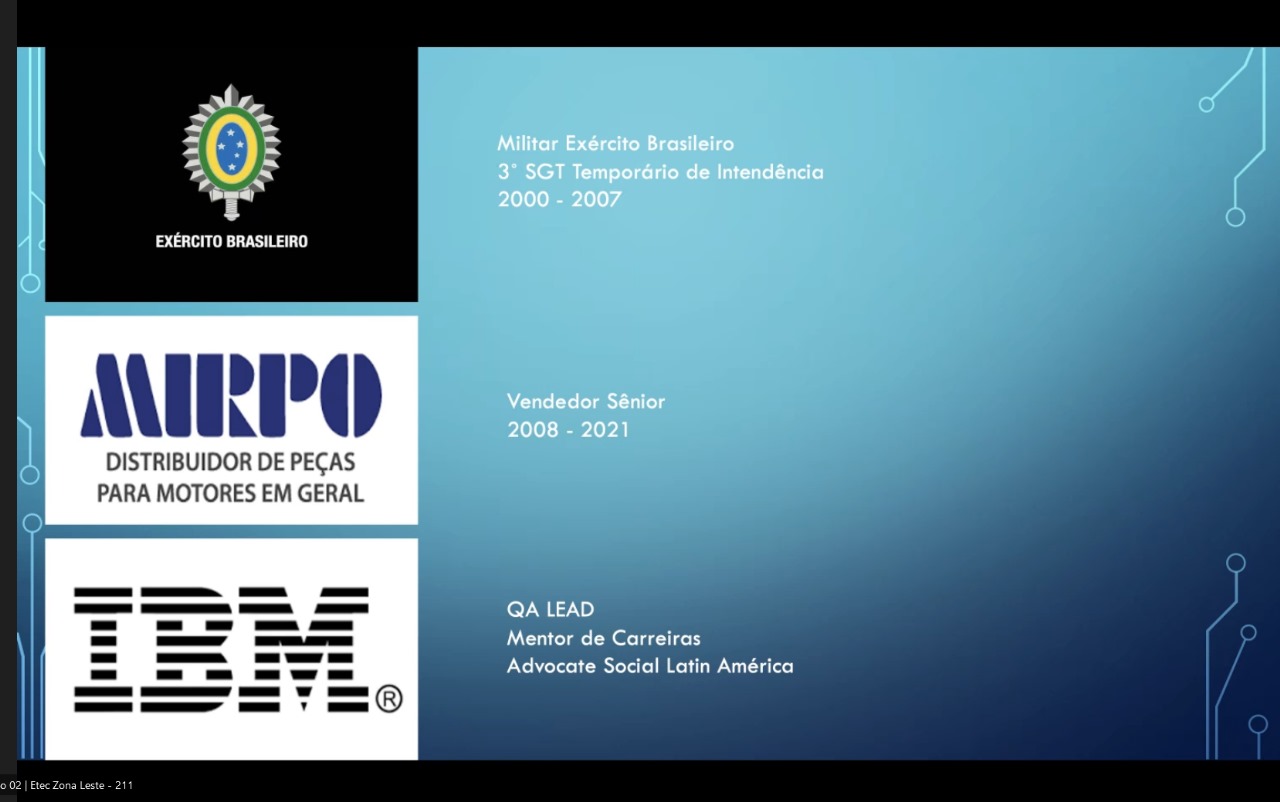 EXÉRCITO BRASILEIRO
Militar Exército Brasileiro
3° SGT Temporário de Intendência
2000 - 2007
MIRPO
DISTRIBUIDOR DE PEÇAS
PARA MOTORES EM GERAL
Vendedor Sênior
2008 - 2021
IBM®
QA LEAD
Mentor de Carreiras
Advocate Social Latin América
o 02 | Etec Zona Leste - 211